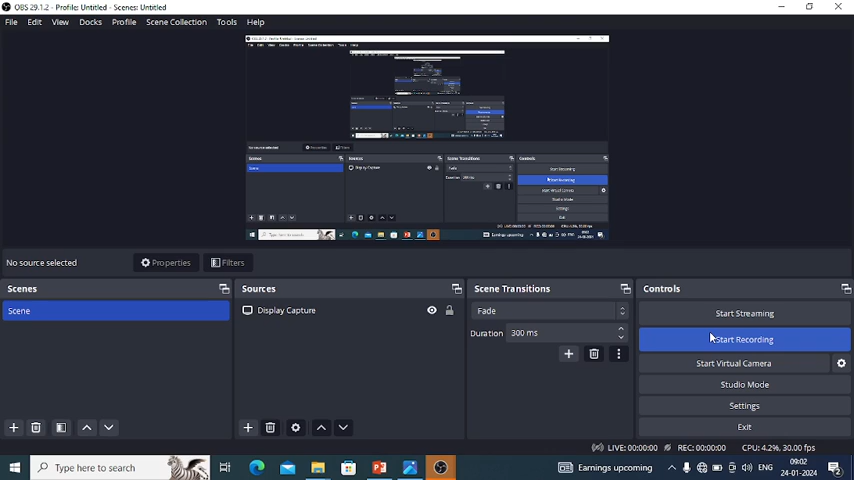 OBS 29.1.2 - Profile: Untitled - Scenes: Untitled
File Edit View Docks Profile Scene Collection Tools Help
No source selected Properties Filters
Scenes
Scene
Sources
Display Capture
Scene Transitions
Fade
Duration 300 ms
Controls
Start Streaming
Start Recording
Start Virtual Camera
Studio Mode
Settings
Exit
LIVE: 00:00:00 REC: 00:00:00 CPU: 4.2%, 30.00 fps
Type here to search
Earnings upcoming
ENG
09:02
24-01-2024
2